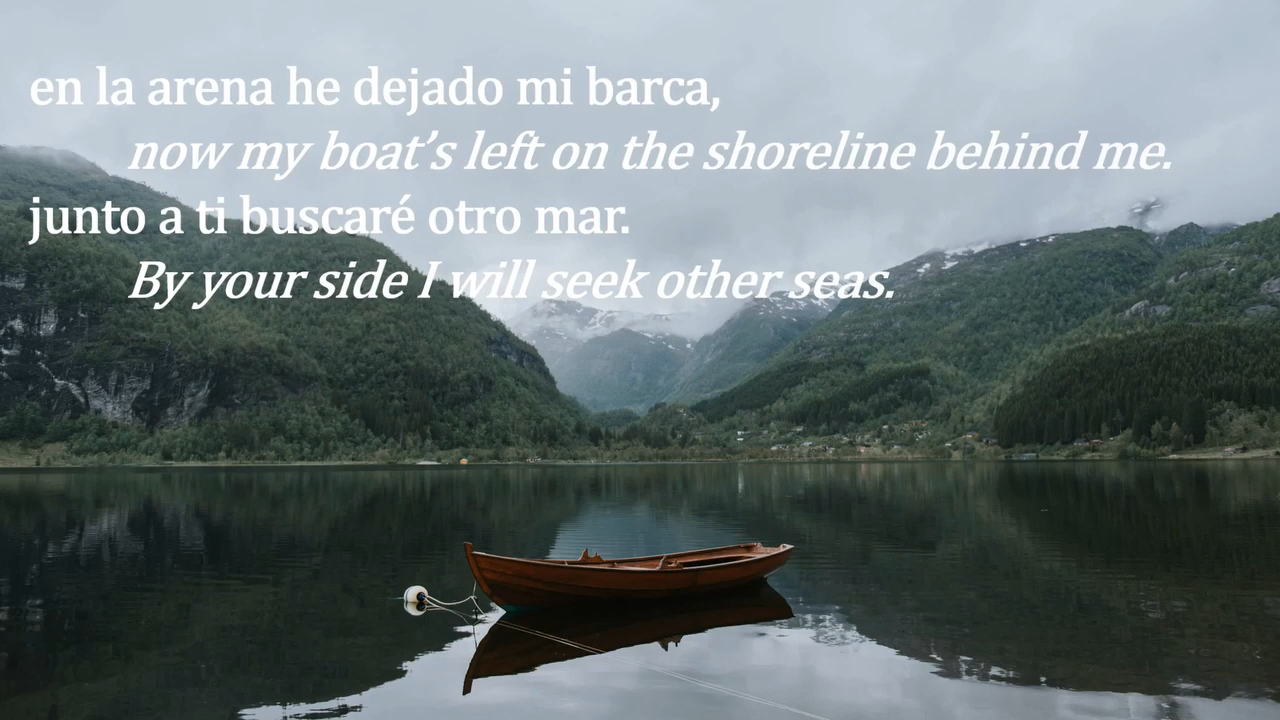 en la arena he dejado mi barca,
now my boat’s left on the shoreline behind me.
junto a ti buscaré otro mar.
By your side I will seek other seas.